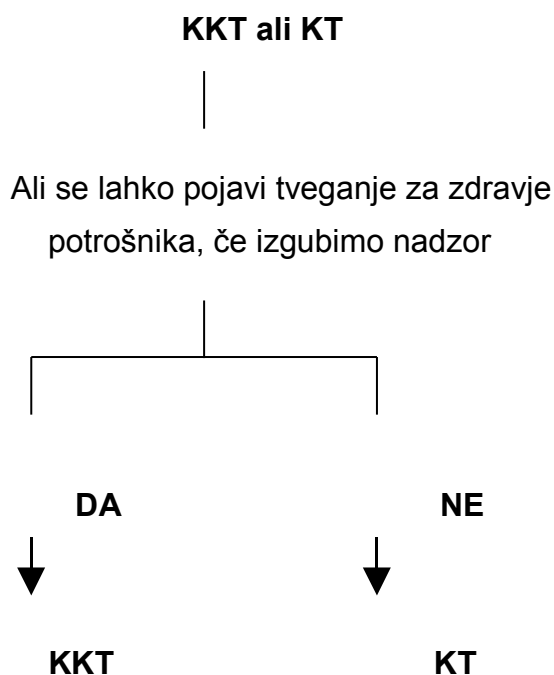 KKT ali KT
Ali se lahko pojavi tveganje za zdravje
potrošnika, če izgubimo nadzor
DA NE
KKT KT